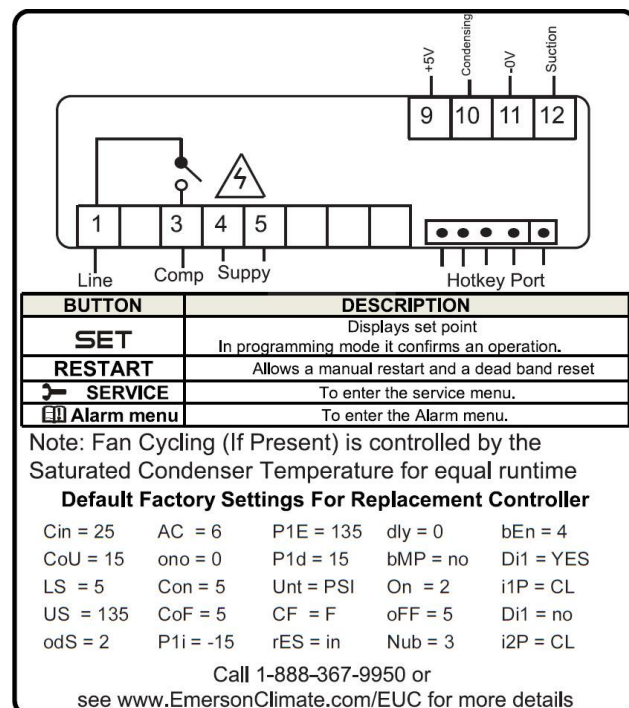 +5V Condensing -0V Suction
9 10 11 12
1 3 4 5
Line Comp Suppy Hotkey Port
BUTTON DESCRIPTION
SET Displays set point
In programming mode it confirms an operation.
RESTART Allows a manual restart and a dead band reset
SERVICE To enter the service menu.
Alarm menu To enter the Alarm menu.
Note: Fan Cycling (If Present) is controlled by the
Saturated Condenser Temperature for equal runtime
Default Factory Settings For Replacement Controller
Cin = 25 AC = 6 P1E = 135 dly = 0 bEn = 4
CoU = 15 ono = 0 P1d = 15 bMP = no Di1 = YES
LS = 5 Con = 5 Unt = PSI On = 2 i1P = CL
US = 135 CoF = 5 CF = F oFF = 5 Di1 = no
odS = 2 P1i = -15 rES = in Nub = 3 i2P = CL
Call 1-888-367-9950 or
see www.EmersonClimate.com/EUC for more details